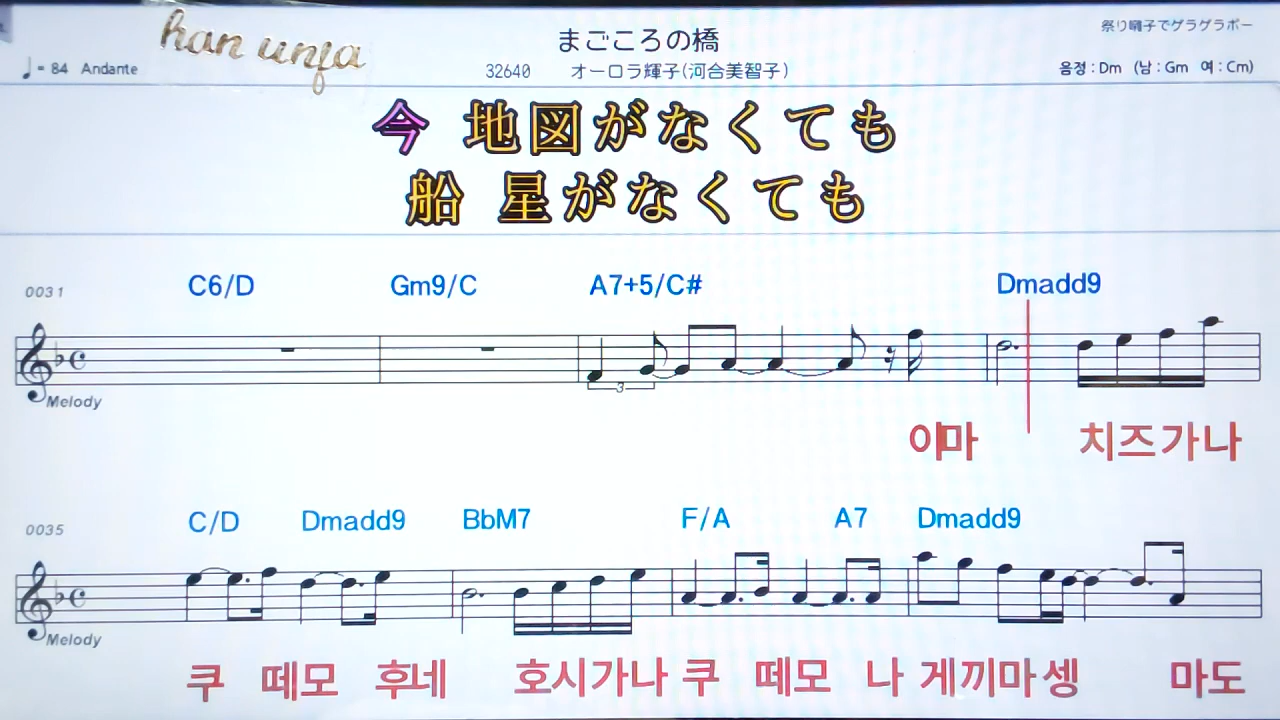 han unja
まごころの橋
祭り囃子でゲラゲラポー
♩= 84 Andante
32640 オーロラ輝子(河合美智子)
음정 : Dm (남 : Gm 여 : Cm)
今 地図がなくても
船 星がなくても
0031 C6/D Gm9/C A7+5/C# Dmadd9
3
Melody
이마 치즈가나
0035 C/D Dmadd9 BbM7 F/A A7 Dmadd9
Melody
쿠 떼모 후네 호시가나 쿠 떼모 나 게끼마셍 마도